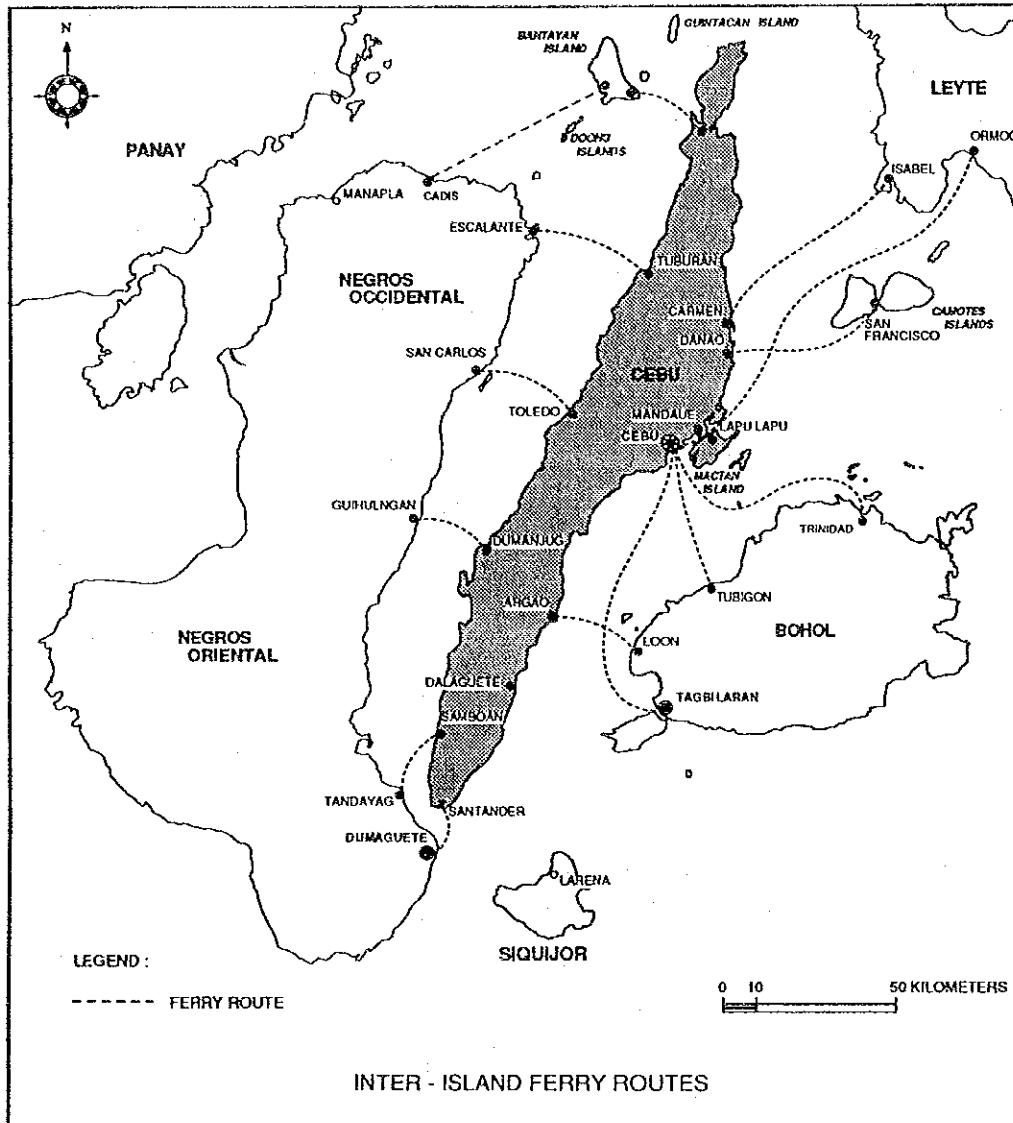 N
BANTAYAN
ISLAND
GUINTACAN ISLAND
LEYTE
ORMOC
PANAY
DOONG
ISLANDS
ISABEL
MANAPLA
CADIS
ESCALANTE
TUBURAN
NEGROS
OCCIDENTAL
CARMEN
SAN
FRANCISCO
CAMOTES
ISLANDS
DANAO
SAN CARLOS
CEBU
TOLEDO
MANDAUE
LAPU LAPU
CEBU
MACTAN
ISLAND
GUIHULNGAN
TRINIDAD
DUMANJUG
TUBIGON
ARGAO
BOHOL
NEGROS
ORIENTAL
LOON
DALAGUETE
TAGBILARAN
SAMBOAN
TANDAYAG
SANTANDER
DUMAGUETE
LARENA
SIQUIJOR
LEGEND :
FERRY ROUTE
0 10 50 KILOMETERS
INTER - ISLAND FERRY ROUTES